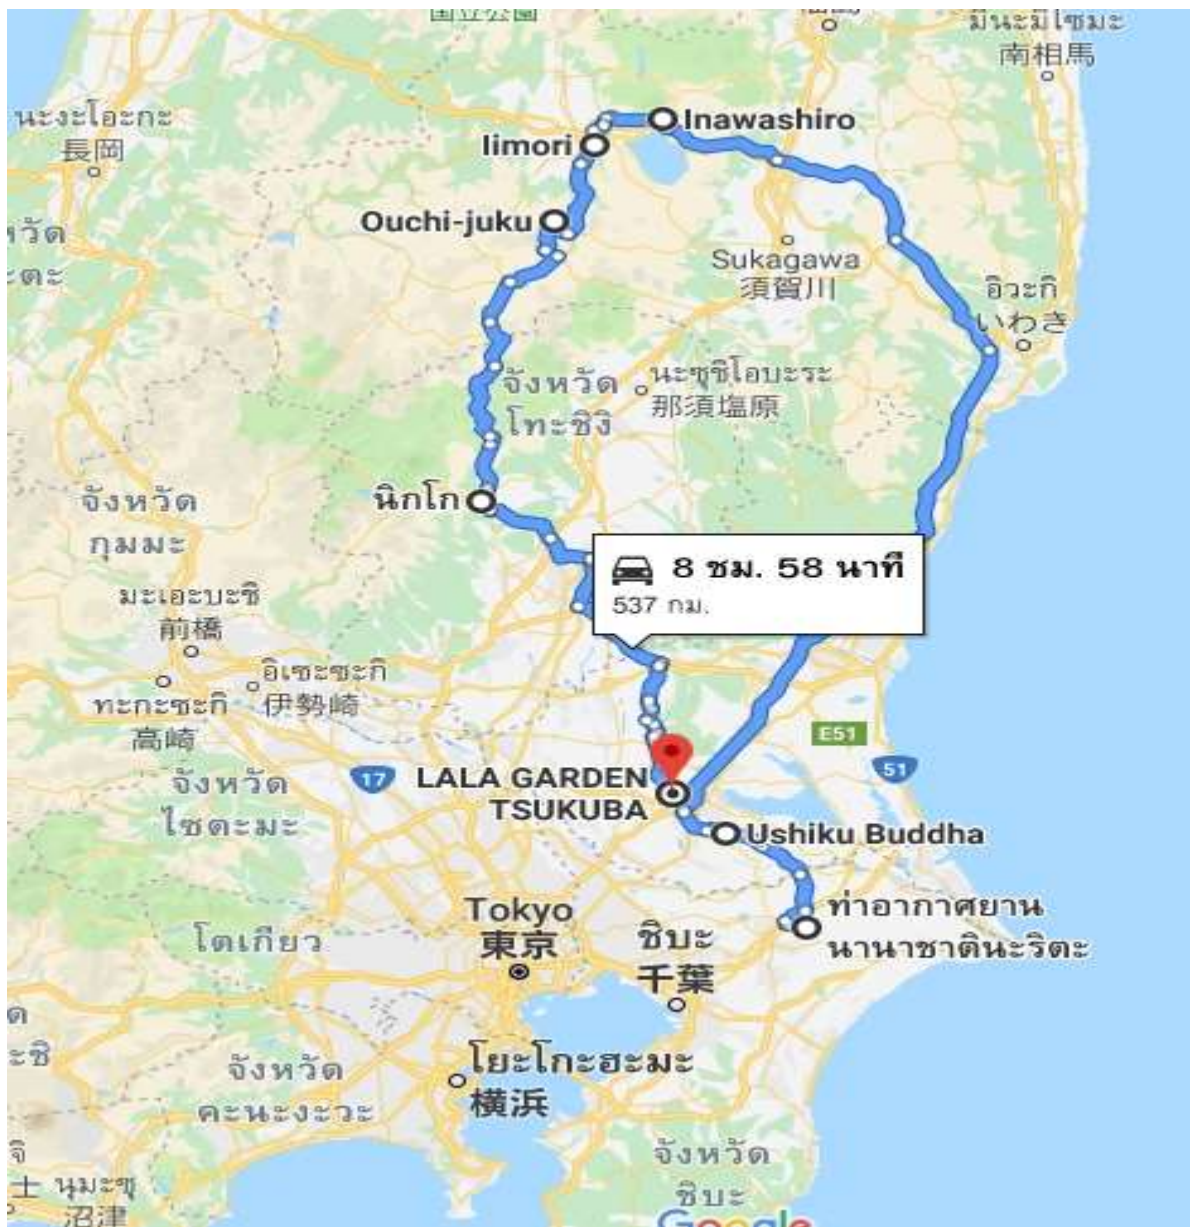 มินะมิโซมะ
南相馬
นะงะโอะกะ
長岡
Inawashiro
Iimori
Ouchi-juku
Sukagawa
須賀川
อิวะกิ
いわき
จังหวัด
โทะชิงิ
นะซุชิโอบะระ
那須塩原
นิกโก
จังหวัด
กุมมะ
8 ชม. 58 นาที
537 กม.
มะเอะบะชิ
前橋
อิเซะซะกิ
伊勢崎
ทะกะซะกิ
高崎
E51
51
17
LALA GARDEN
TSUKUBA
จังหวัด
ไซตะมะ
Ushiku Buddha
ท่าอากาศยาน
นานาชาตินะริตะ
Tokyo
東京
โตเกียว
ชิบะ
千葉
จังหวัด
คะนะงะวะ
โยะโกะฮะมะ
横浜
จังหวัด
ชิบะ
นุมะซุ
沼津
Google